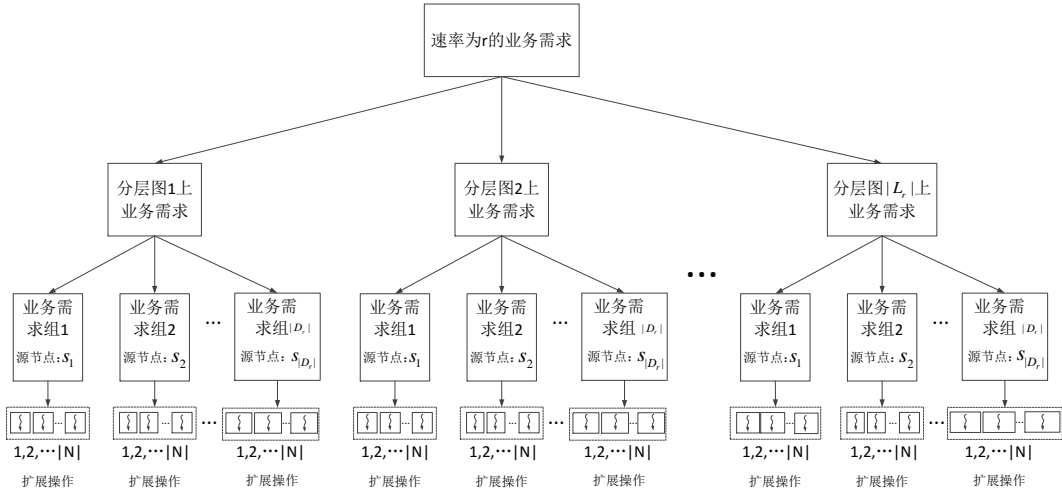 速率为r的业务需求
分层图1上
业务需求
分层图2上
业务需求
分层图|L_r|上
业务需求
...
业务需
求组1
源节点:s_1
业务需
求组2
源节点:s_2
...
业务需
求组|D_r|
源节点:s_{|D_r|}
业务需
求组1
源节点:s_1
业务需
求组2
源节点:s_2
...
业务需
求组|D_r|
源节点:s_{|D_r|}
业务需
求组1
源节点:s_1
业务需
求组2
源节点:s_2
...
业务需
求组|D_r|
源节点:s_{|D_r|}
... ... ... ...
... ... ... ...
... ... ... ...
1,2,⋯|N|
1,2,⋯|N|
1,2,⋯|N|
1,2,⋯|N|
1,2,⋯|N|
1,2,⋯|N|
1,2,⋯|N|
1,2,⋯|N|
1,2,⋯|N|
扩展操作
扩展操作
扩展操作
扩展操作
扩展操作
扩展操作
扩展操作
扩展操作
扩展操作